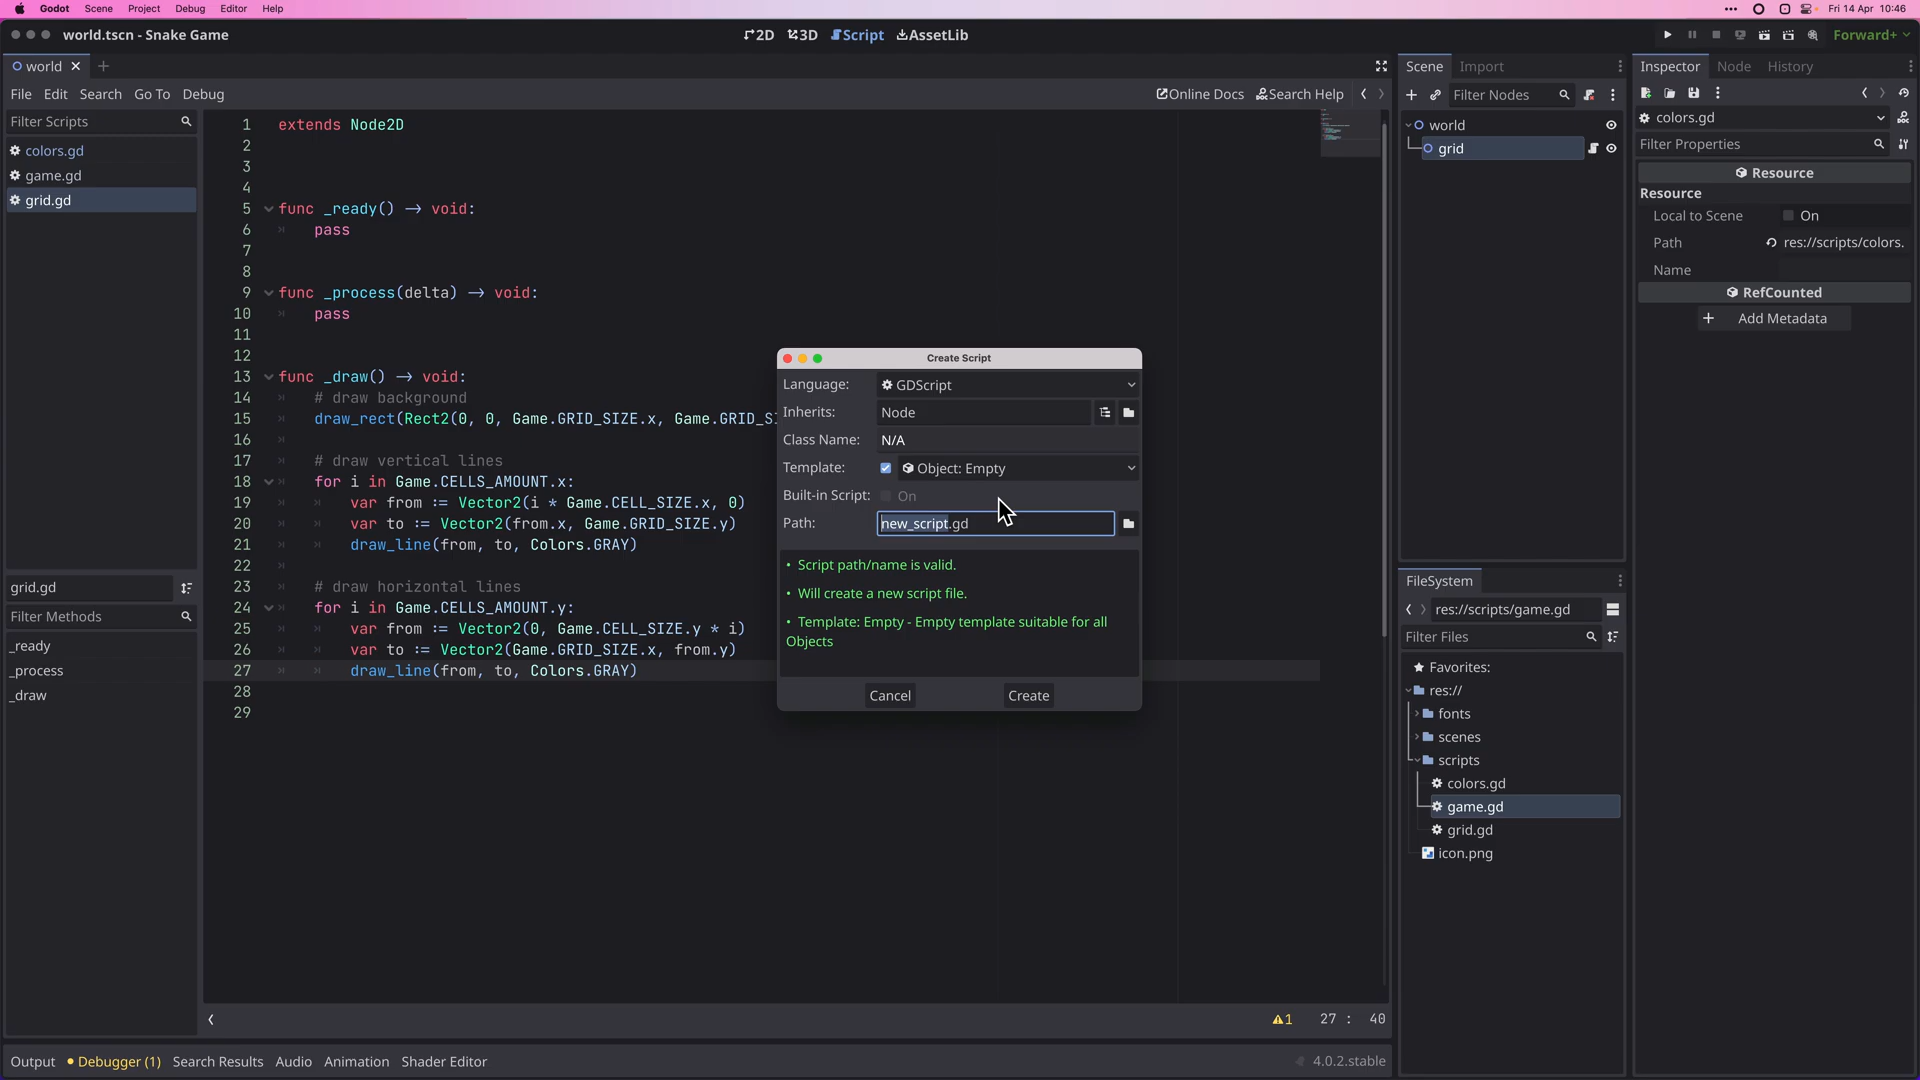 Godot Scene Project Debug Editor Help
Fri 14 Apr 10:46
world.tscn - Snake Game
2D 3D Script AssetLib
Forward+
world
File Edit Search Go To Debug
Online Docs Search Help
Filter Scripts
colors.gd
game.gd
grid.gd
grid.gd
Filter Methods
_ready
_process
_draw
1 extends Node2D
2
3
4
5 func _ready() -> void:
6 pass
7
8
9 func _process(delta) -> void:
10 pass
11
12
13 func _draw() -> void:
14 # draw background
15 draw_rect(Rect2(0, 0, Game.GRID_SIZE.x, Game.GRID_S
16
17 # draw vertical lines
18 for i in Game.CELLS_AMOUNT.x:
19 var from := Vector2(i * Game.CELL_SIZE.x, 0)
20 var to := Vector2(from.x, Game.GRID_SIZE.y)
21 draw_line(from, to, Colors.GRAY)
22
23 # draw horizontal lines
24 for i in Game.CELLS_AMOUNT.y:
25 var from := Vector2(0, Game.CELL_SIZE.y * i)
26 var to := Vector2(Game.GRID_SIZE.x, from.y)
27 draw_line(from, to, Colors.GRAY)
28
29
1 27 : 40
Create Script
Language: GDScript
Inherits: Node
Class Name: N/A
Template: Object: Empty
Built-in Script: On
Path: new_script.gd
• Script path/name is valid.
• Will create a new script file.
• Template: Empty - Empty template suitable for all
Objects
Cancel Create
Scene Import
Filter Nodes
world
grid
FileSystem
res://scripts/game.gd
Filter Files
Favorites:
res://
fonts
scenes
scripts
colors.gd
game.gd
grid.gd
icon.png
Inspector Node History
colors.gd
Filter Properties
Resource
Resource
Local to Scene On
Path res://scripts/colors.
Name
RefCounted
+ Add Metadata
Output Debugger (1) Search Results Audio Animation Shader Editor
4.0.2.stable